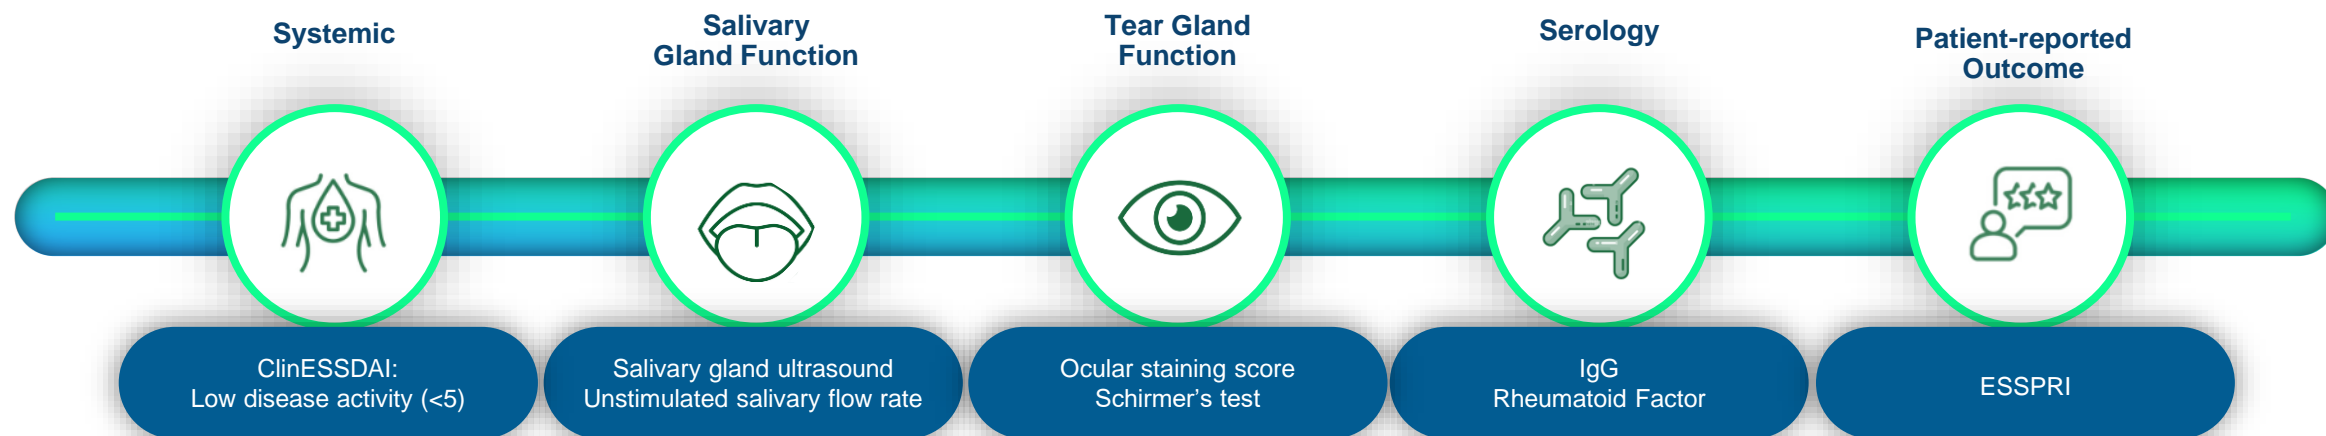 Systemic
Salivary
Gland Function
Tear Gland
Function
Serology
Patient-reported
Outcome
ClinESSDAI:
Low disease activity (<5)
Salivary gland ultrasound
Unstimulated salivary flow rate
Ocular staining score
Schirmer's test
IgG
Rheumatoid Factor
ESSPRI